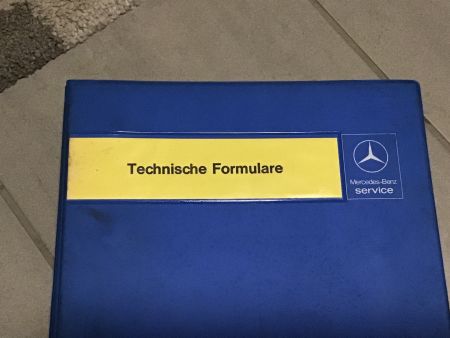 Technische Formulare
Mercedes-Benz
service